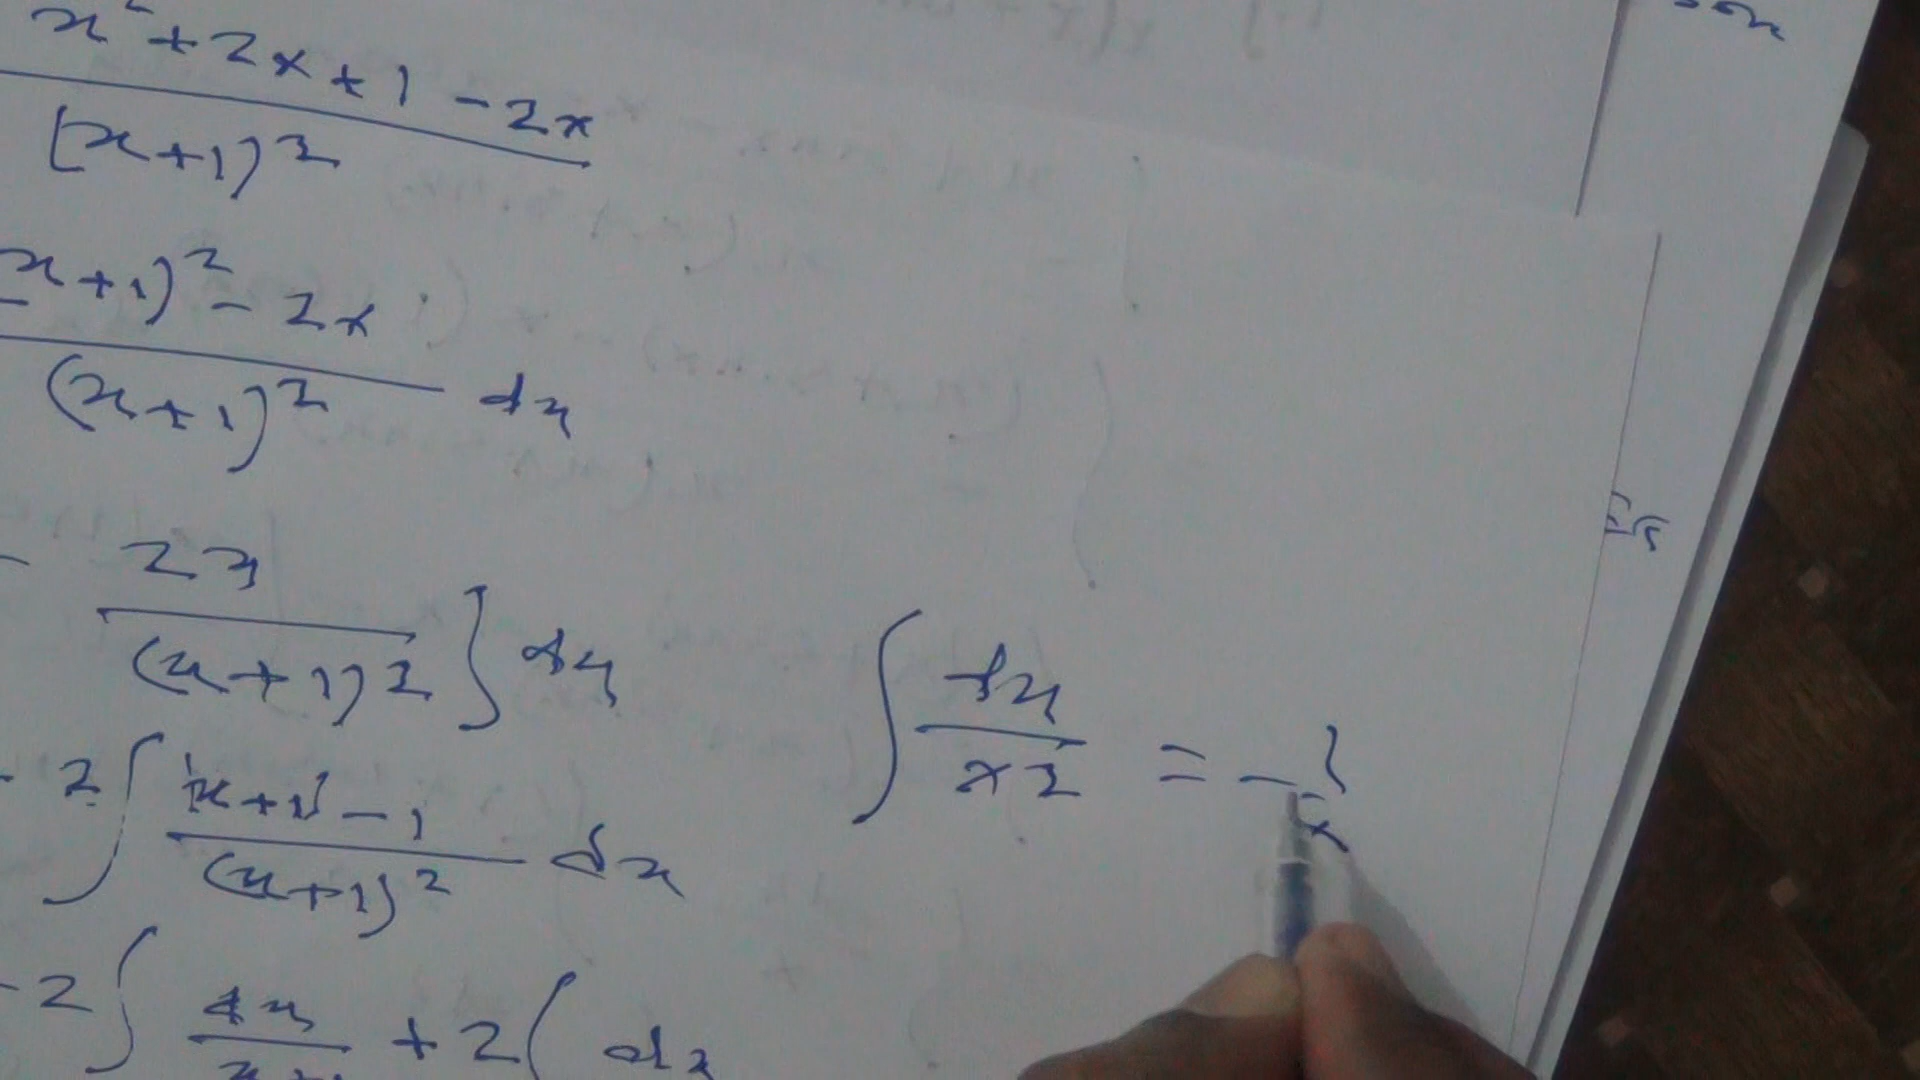 x² + 2x + 1 - 2x
(x+1)²
x+1)² - 2x
(x+1)² dx
- 2x
(x+1)² } dx
∫ dx/x² = - 1/x
- 2 ∫ (x+1) - 1
(x+1)² dx
- 2 ∫ dx + 2 ∫ dx